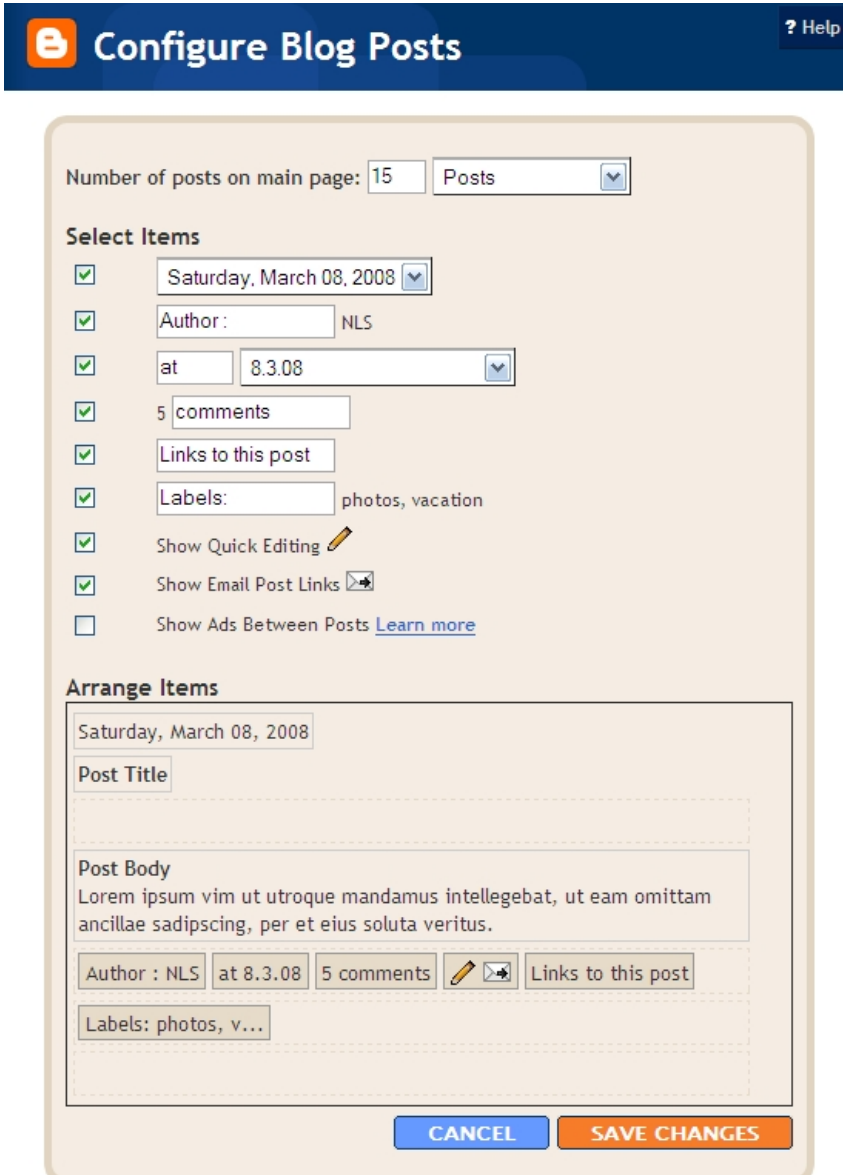 Configure Blog Posts
? Help
Number of posts on main page: 15 Posts
Select Items
Saturday, March 08, 2008
Author : NLS
at 8.3.08
5 comments
Links to this post
Labels: photos, vacation
Show Quick Editing
Show Email Post Links
Show Ads Between Posts Learn more
Arrange Items
Saturday, March 08, 2008
Post Title
Post Body
Lorem ipsum vim ut utroque mandamus intellegebat, ut eam omittam
ancillae sadipscing, per et eius soluta veritus.
Author : NLS at 8.3.08 5 comments Links to this post
Labels: photos, v...
CANCEL SAVE CHANGES